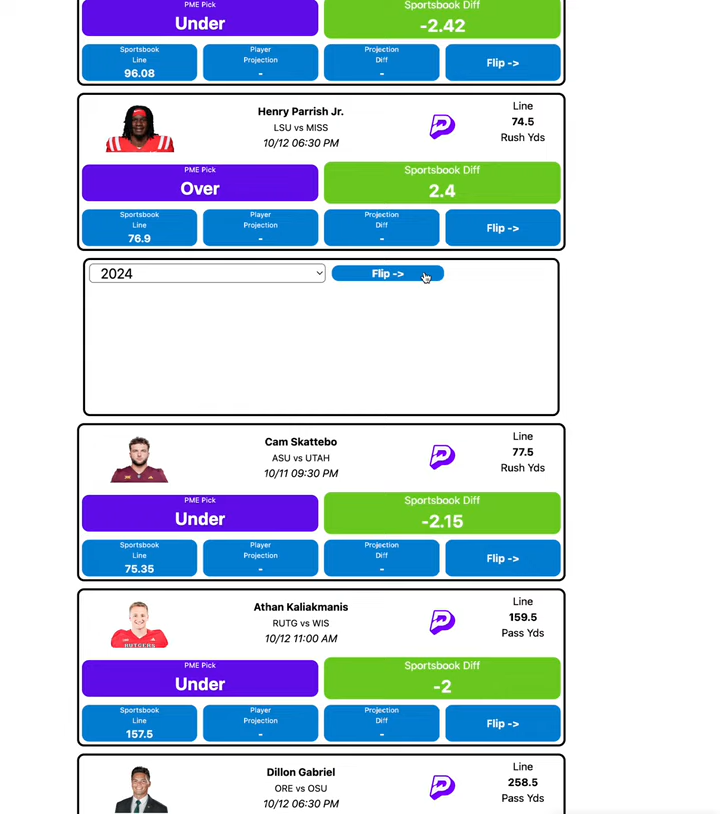 PME Pick
Under
Sportsbook Diff
-2.42
Sportsbook
Line
96.08
Player
Projection
-
Projection
Diff
-
Flip ->
Henry Parrish Jr.
LSU vs MISS
10/12 06:30 PM
Line
74.5
Rush Yds
PME Pick
Over
Sportsbook Diff
2.4
Sportsbook
Line
76.9
Player
Projection
-
Projection
Diff
-
Flip ->
2024
Flip ->
Cam Skattebo
ASU vs UTAH
10/11 09:30 PM
Line
77.5
Rush Yds
PME Pick
Under
Sportsbook Diff
-2.15
Sportsbook
Line
75.35
Player
Projection
-
Projection
Diff
-
Flip ->
Athan Kaliakmanis
RUTG vs WIS
10/12 11:00 AM
RUTGERS
Line
159.5
Pass Yds
PME Pick
Under
Sportsbook Diff
-2
Sportsbook
Line
157.5
Player
Projection
-
Projection
Diff
-
Flip ->
Dillon Gabriel
ORE vs OSU
10/12 06:30 PM
Line
258.5
Pass Yds